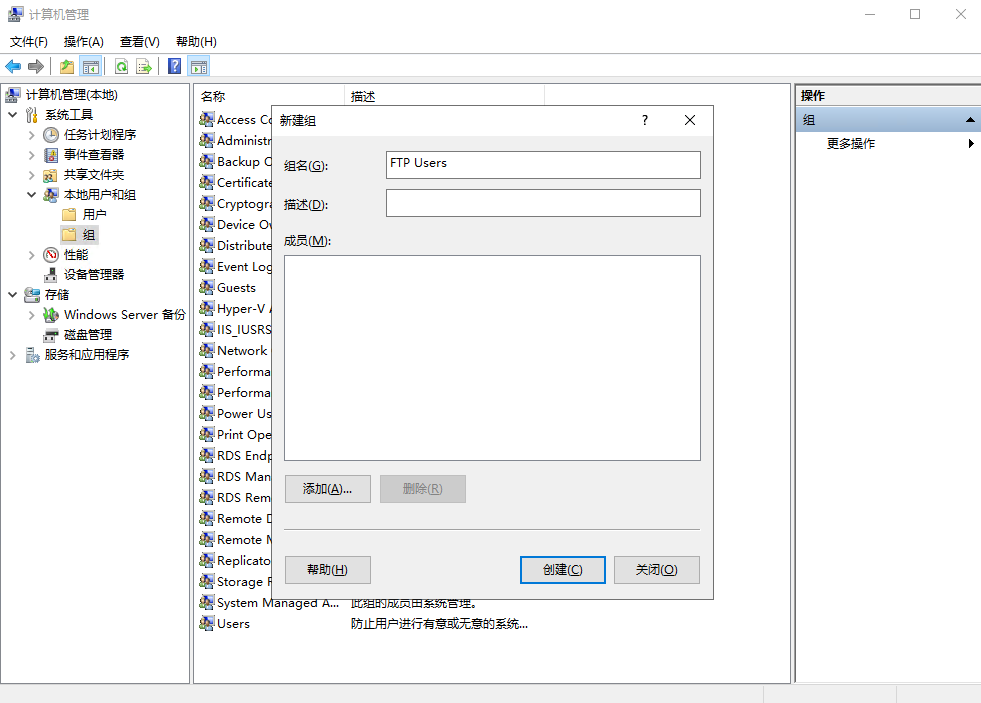 计算机管理
文件(F) 操作(A) 查看(V) 帮助(H)
计算机管理(本地)
系统工具
任务计划程序
事件查看器
共享文件夹
本地用户和组
用户
组
性能
设备管理器
存储
Windows Server 备份
磁盘管理
服务和应用程序
名称 描述
Access Co
Administr
Backup O
Certificate
Cryptogra
Device Ow
Distribute
Event Log
Guests
Hyper-V A
IIS_IUSRS
Network
Performa
Performa
Power Us
Print Ope
RDS Endp
RDS Man
RDS Rem
Remote D
Remote M
Replicato
Storage R
System Managed A... 此组的成员由系统管理。
Users 防止用户进行有意或无意的系统...
新建组
?
组名(G): FTP Users
描述(D):
成员(M):
添加(A)... 删除(R)
帮助(H) 创建(C) 关闭(O)
操作
组
更多操作